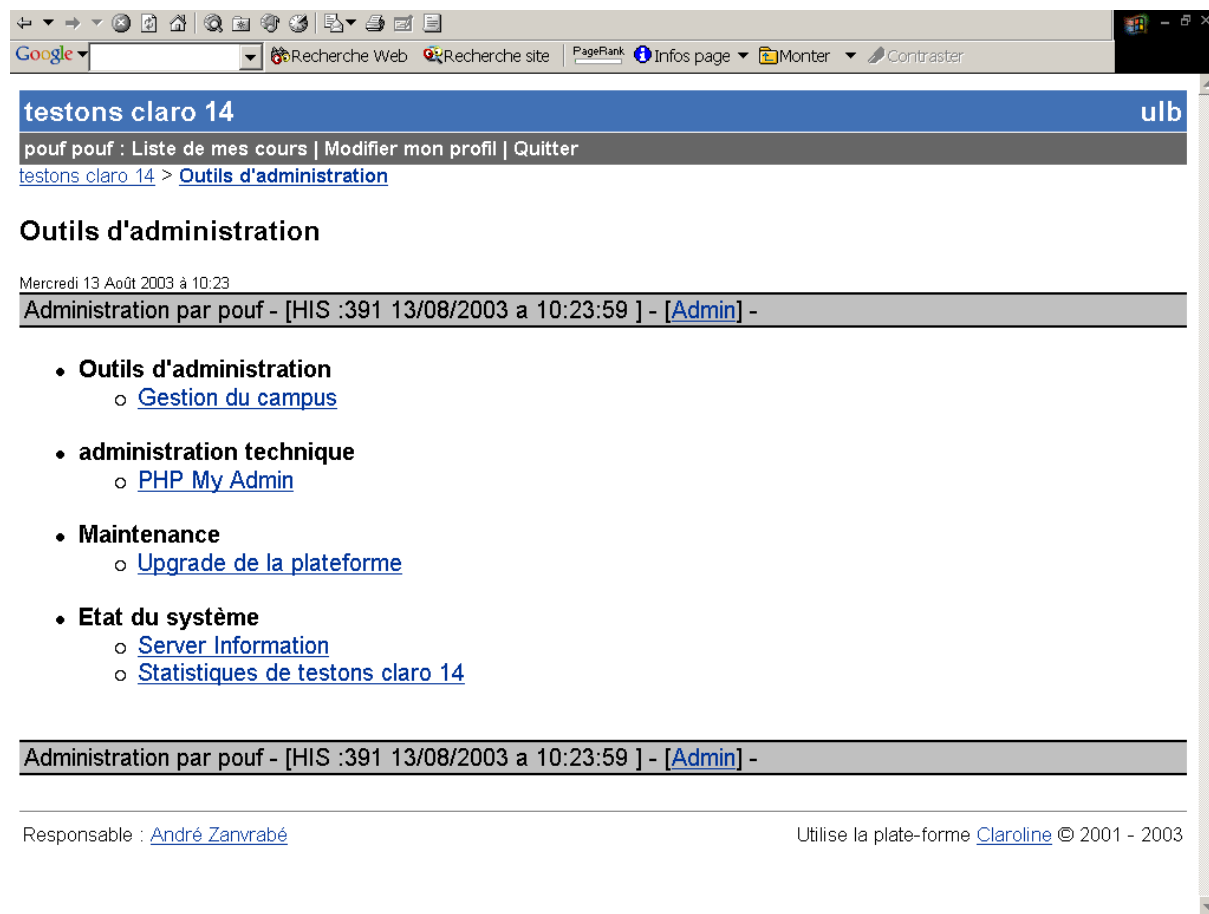 Google Recherche Web Recherche site PageRank Infos page Monter Contraster
testons claro 14 ulb
pouf pouf : Liste de mes cours | Modifier mon profil | Quitter
testons claro 14 > Outils d'administration
Outils d'administration
Mercredi 13 Août 2003 à 10:23
Administration par pouf - [HIS :391 13/08/2003 a 10:23:59 ] - [Admin] -
Outils d'administration
Gestion du campus
administration technique
PHP My Admin
Maintenance
Upgrade de la plateforme
Etat du système
Server Information
Statistiques de testons claro 14
Administration par pouf - [HIS :391 13/08/2003 a 10:23:59 ] - [Admin] -
Responsable : André Zanvrabé Utilise la plate-forme Claroline © 2001 - 2003